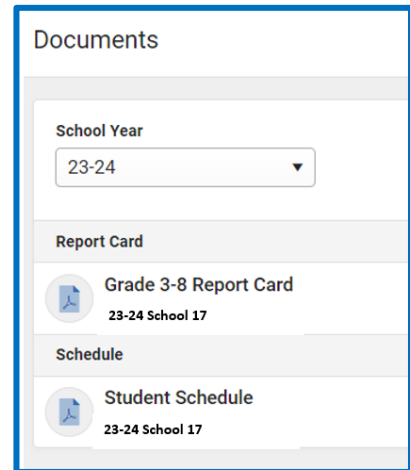 Documents
School Year
23-24
Report Card
Grade 3-8 Report Card
23-24 School 17
Schedule
Student Schedule
23-24 School 17